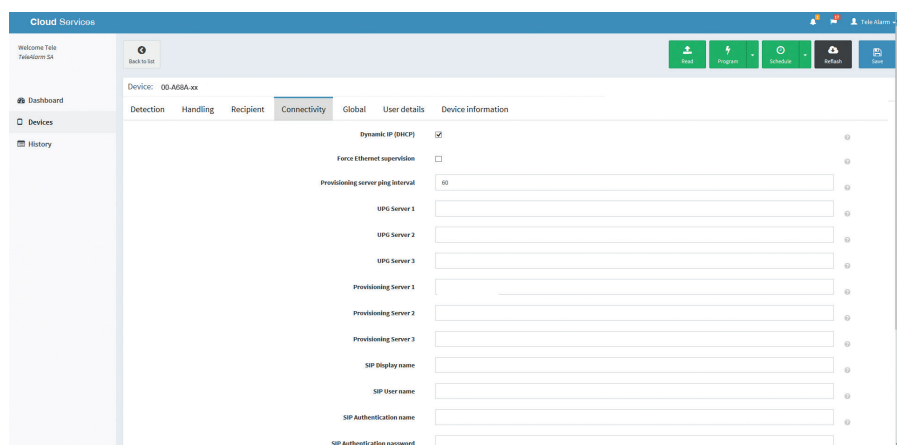 Cloud Services
Tele Alarm
Welcome Tele
TeleAlarm SA
Back to list
Read
Program
Schedule
Reflash
Save
Device: 00-A68A-xx
Dashboard
Devices
History
Detection Handling Recipient Connectivity Global User details Device information
Dynamic IP (DHCP)
Force Ethernet supervision
Provisioning server ping interval 60
UPG Server 1
UPG Server 2
UPG Server 3
Provisioning Server 1
Provisioning Server 2
Provisioning Server 3
SIP Display name
SIP User name
SIP Authentication name
SIP Authentication password